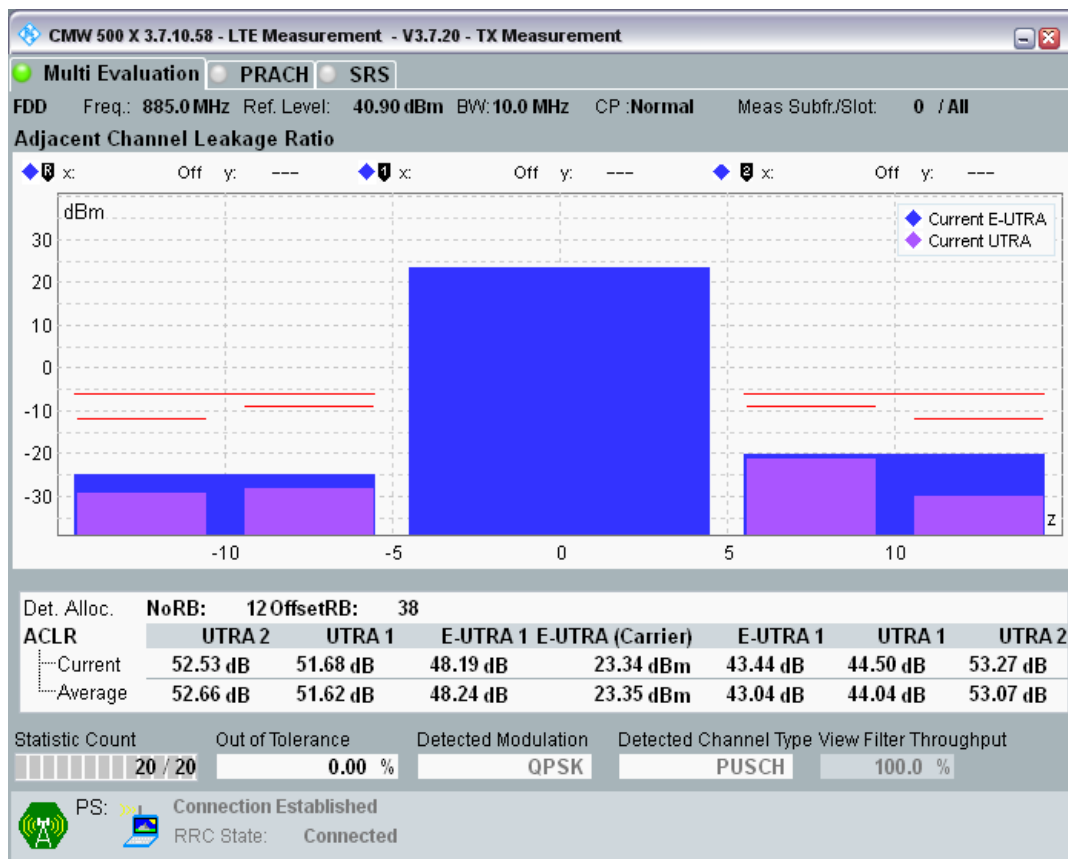 CMW 500 X 3.7.10.58 - LTE Measurement - V3.7.20 - TX Measurement
Multi Evaluation PRACH SRS
FDD Freq.: 885.0 MHz Ref. Level: 40.90 dBm BW: 10.0 MHz CP :Normal Meas Subfr./Slot: 0 / All
Adjacent Channel Leakage Ratio
R x: Off y: --- 1 x: Off y: --- 2 x: Off y: ---
dBm
Current E-UTRA
Current UTRA
30
20
10
0
-10
-20
-30
z
-10 -5 0 5 10
Det. Alloc. NoRB: 12 OffsetRB: 38
ACLR UTRA 2 UTRA 1 E-UTRA 1 E-UTRA (Carrier) E-UTRA 1 UTRA 1 UTRA 2
Current 52.53 dB 51.68 dB 48.19 dB 23.34 dBm 43.44 dB 44.50 dB 53.27 dB
Average 52.66 dB 51.62 dB 48.24 dB 23.35 dBm 43.04 dB 44.04 dB 53.07 dB
Statistic Count Out of Tolerance Detected Modulation Detected Channel Type View Filter Throughput
20 / 20 0.00 % QPSK PUSCH 100.0 %
PS: Connection Established
RRC State: Connected